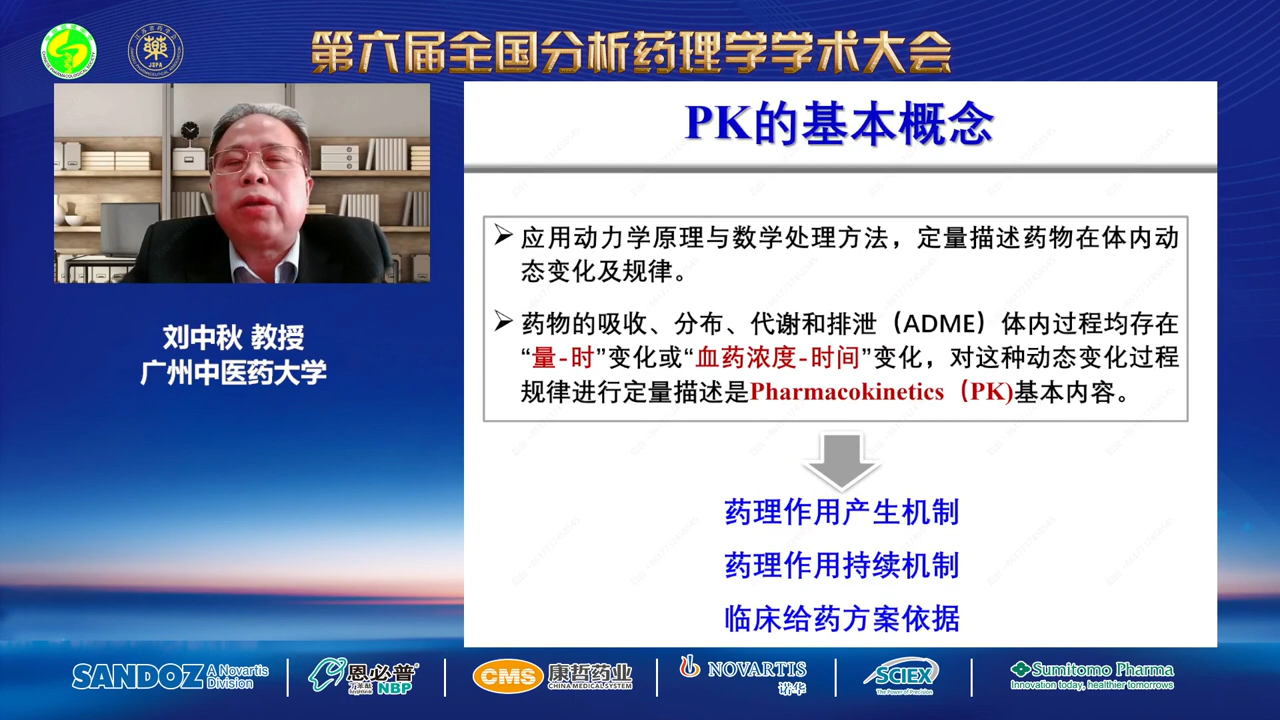 第六届全国分析药理学学术大会
JSPA
PK的基本概念
➢应用动力学原理与数学处理方法，定量描述药物在体内动
态变化及规律。
➢药物的吸收、分布、代谢和排泄（ADME）体内过程均存在
“量-时”变化或“血药浓度-时间”变化，对这种动态变化过程
规律进行定量描述是Pharmacokinetics（PK)基本内容。
药理作用产生机制
药理作用持续机制
临床给药方案依据
刘中秋 教授
广州中医药大学
SANDOZ A Novartis
Division
恩必普
NBP
CMS 康哲药业
CHINA MEDICAL SYSTEM
NOVARTIS
诺华
SCIEX
The Power of Precision
Sumitomo Pharma
Innovation today, healthier tomorrows